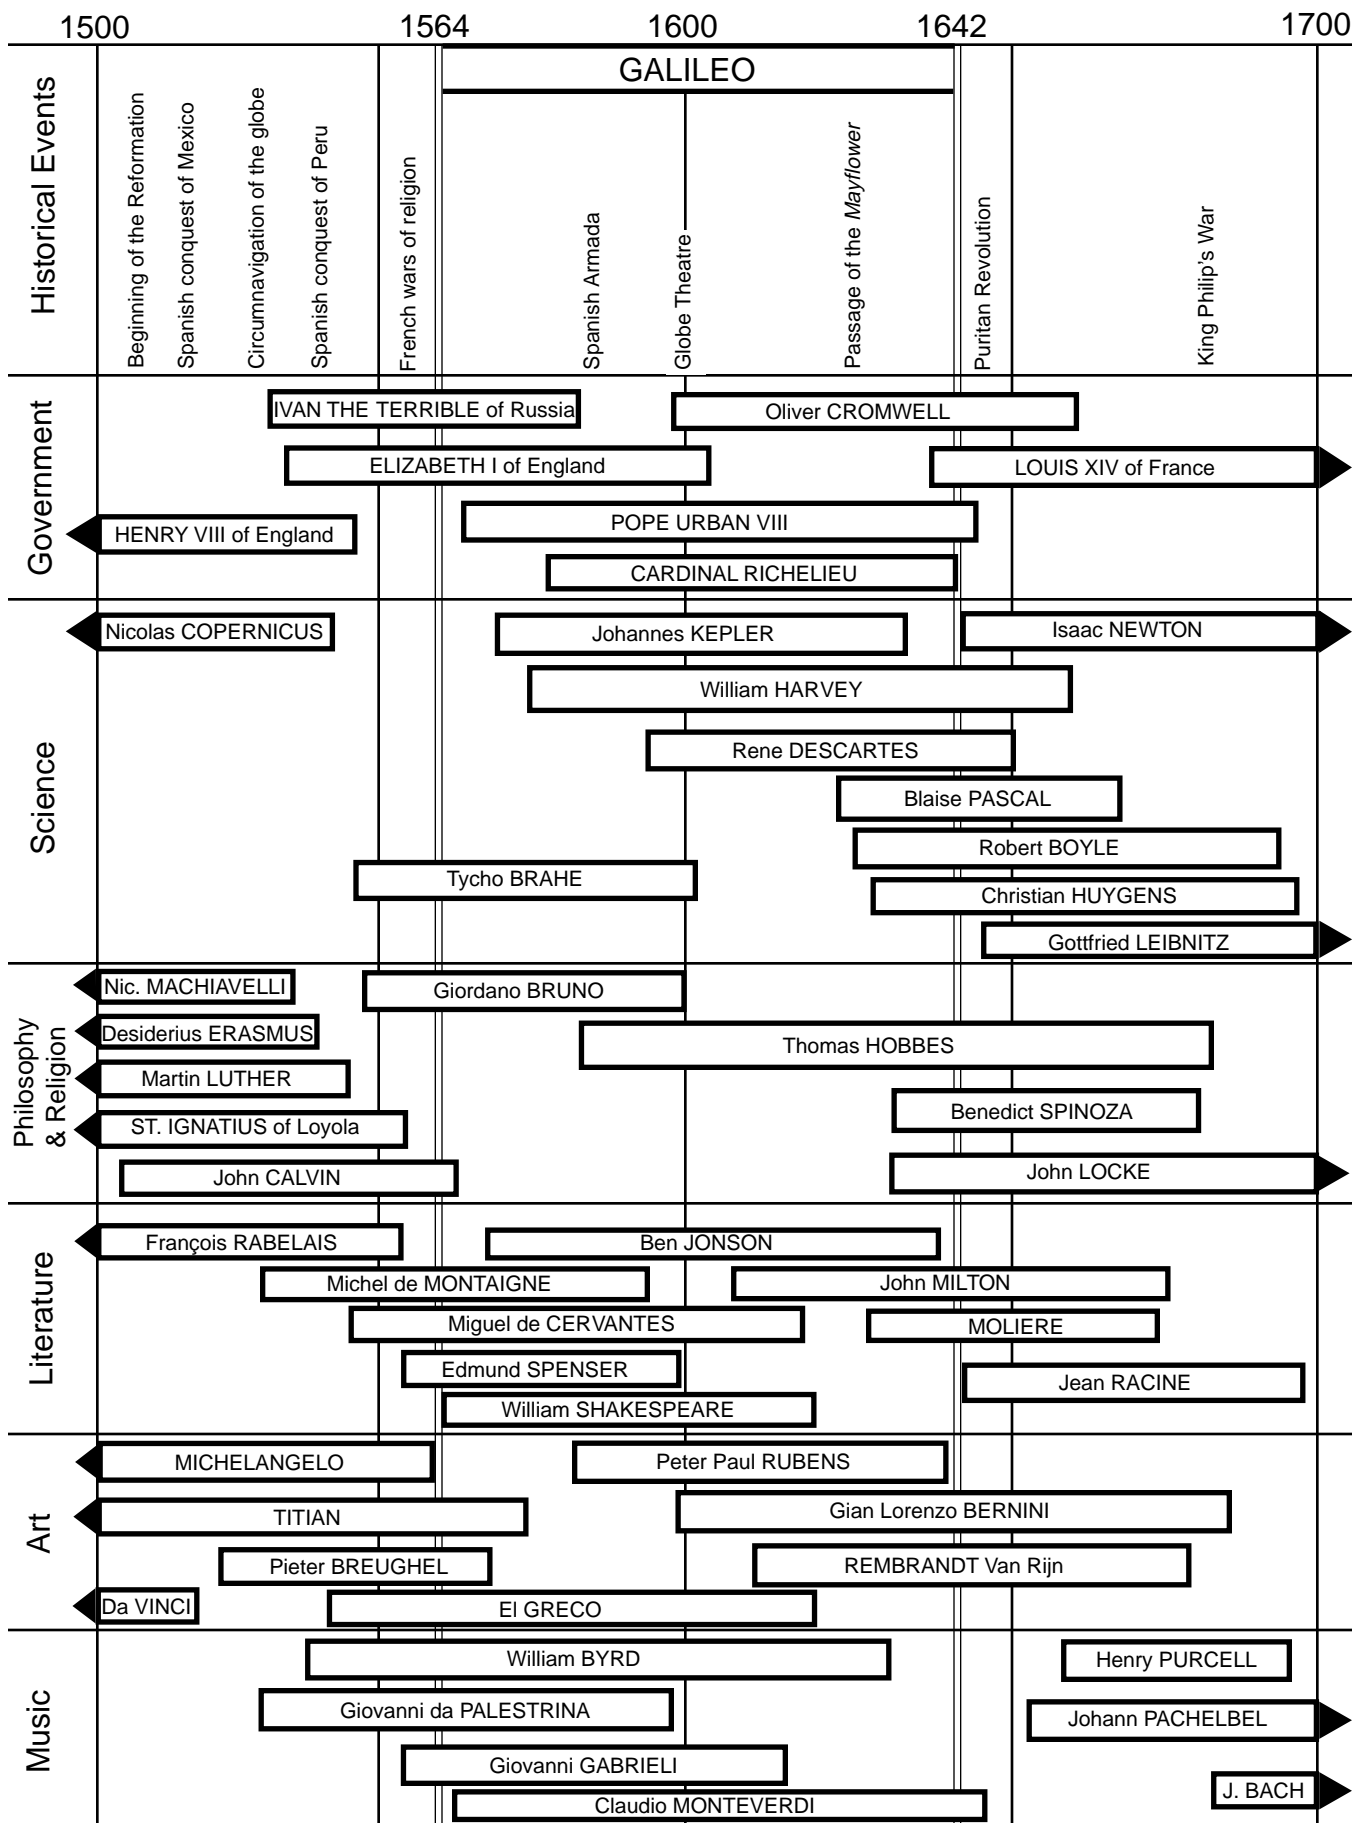 1500 1564 1600 1642 1700
GALILEO
Historical Events
Beginning of the Reformation
Spanish conquest of Mexico
Circumnavigation of the globe
Spanish conquest of Peru
French wars of religion
Spanish Armada
Globe Theatre
Passage of the Mayflower
Puritan Revolution
King Philip's War
Government
IVAN THE TERRIBLE of Russia
Oliver CROMWELL
ELIZABETH I of England
LOUIS XIV of France
HENRY VIII of England
POPE URBAN VIII
CARDINAL RICHELIEU
Science
Nicolas COPERNICUS
Johannes KEPLER
Isaac NEWTON
William HARVEY
Rene DESCARTES
Blaise PASCAL
Robert BOYLE
Tycho BRAHE
Christian HUYGENS
Gottfried LEIBNITZ
Philosophy
& Religion
Nic. MACHIAVELLI
Giordano BRUNO
Desiderius ERASMUS
Thomas HOBBES
Martin LUTHER
Benedict SPINOZA
ST. IGNATIUS of Loyola
John CALVIN
John LOCKE
Literature
François RABELAIS
Ben JONSON
Michel de MONTAIGNE
John MILTON
Miguel de CERVANTES
MOLIERE
Edmund SPENSER
Jean RACINE
William SHAKESPEARE
Art
MICHELANGELO
Peter Paul RUBENS
TITIAN
Gian Lorenzo BERNINI
Pieter BREUGHEL
REMBRANDT Van Rijn
Da VINCI
El GRECO
Music
William BYRD
Henry PURCELL
Giovanni da PALESTRINA
Johann PACHELBEL
Giovanni GABRIELI
J. BACH
Claudio MONTEVERDI